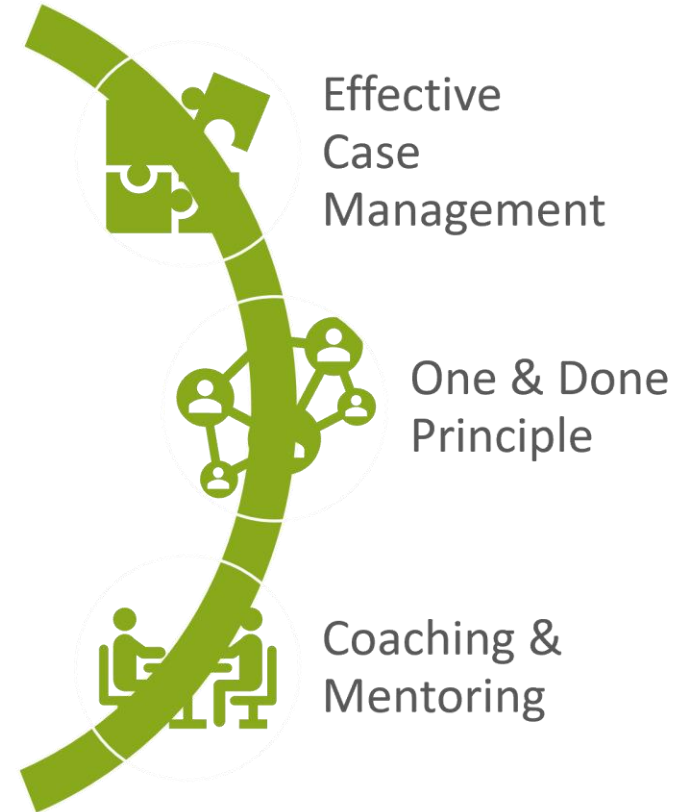 Effective
Case
Management
One & Done
Principle
Coaching &
Mentoring